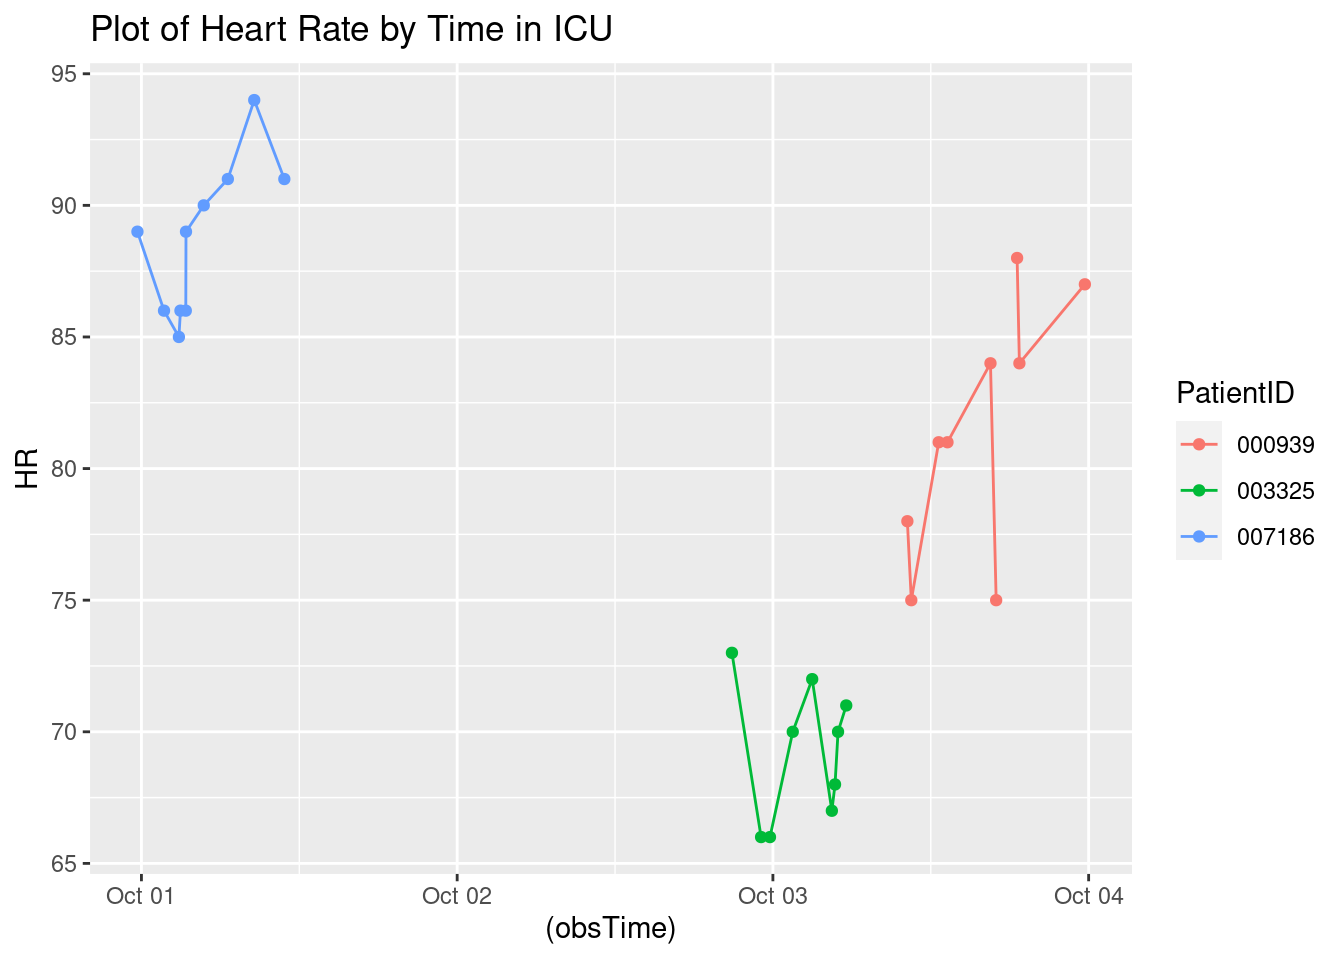 Plot of Heart Rate by Time in ICU
95
90
85
80
75
70
65
HR
Oct 01
Oct 02
Oct 03
Oct 04
(obsTime)
PatientID
000939
003325
007186